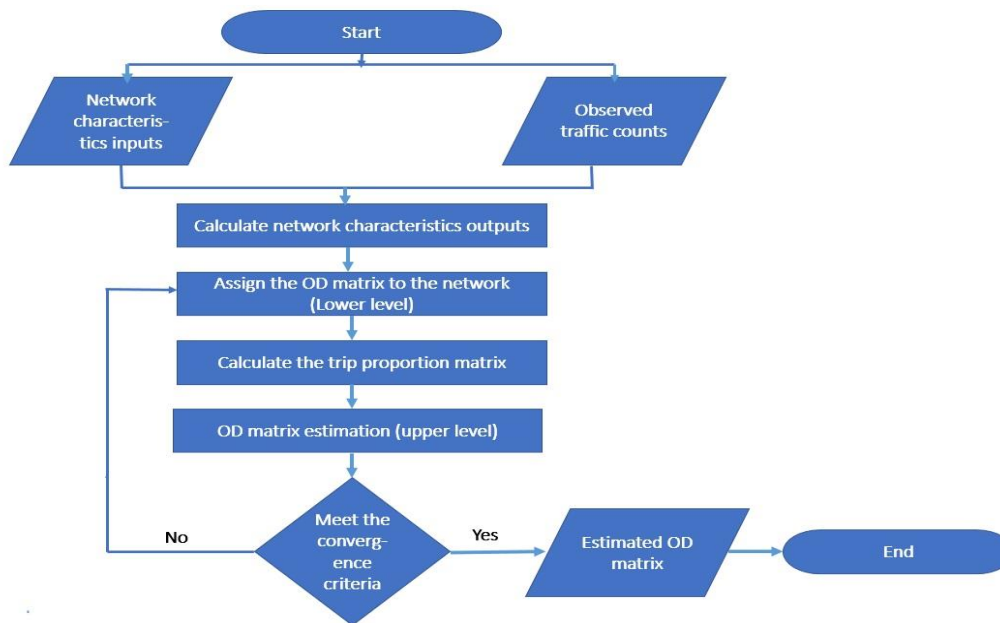 Start
Network
characteris-
tics inputs
Observed
traffic counts
Calculate network characteristics outputs
Assign the OD matrix to the network
(Lower level)
Calculate the trip proportion matrix
OD matrix estimation (upper level)
Meet the
converg-
ence
criteria
No
Yes
Estimated OD
matrix
End